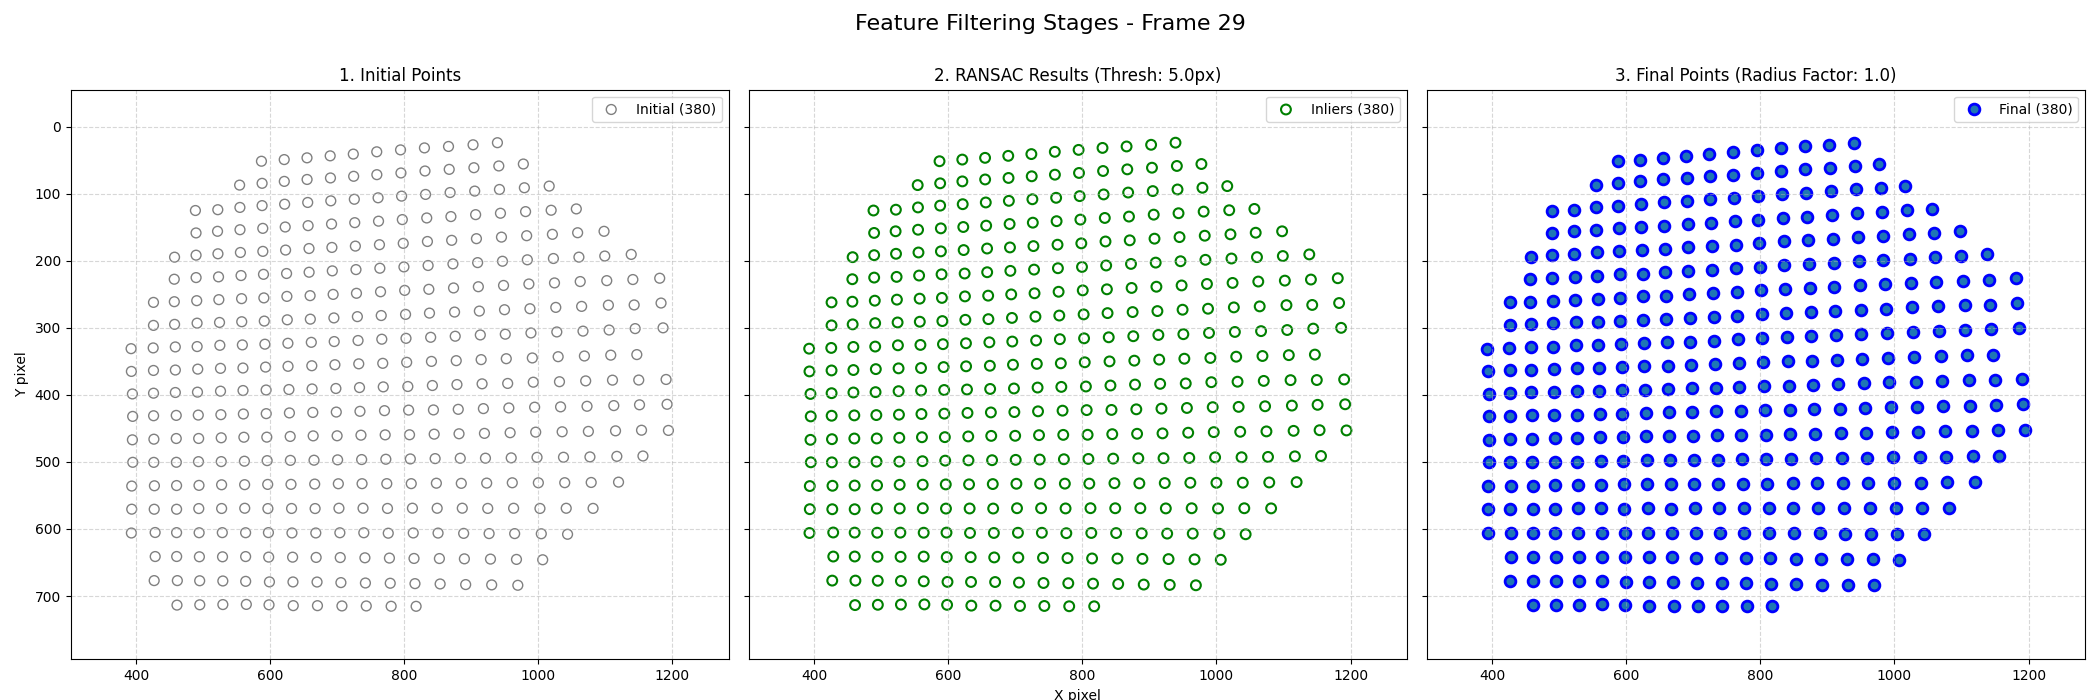 Feature Filtering Stages - Frame 29
1. Initial Points
2. RANSAC Results (Thresh: 5.0px)
3. Final Points (Radius Factor: 1.0)
Initial (380)
Inliers (380)
Final (380)
Y pixel
0
100
200
300
400
500
600
700
400 600 800 1000 1200
400 600 800 1000 1200
400 600 800 1000 1200
X pixel